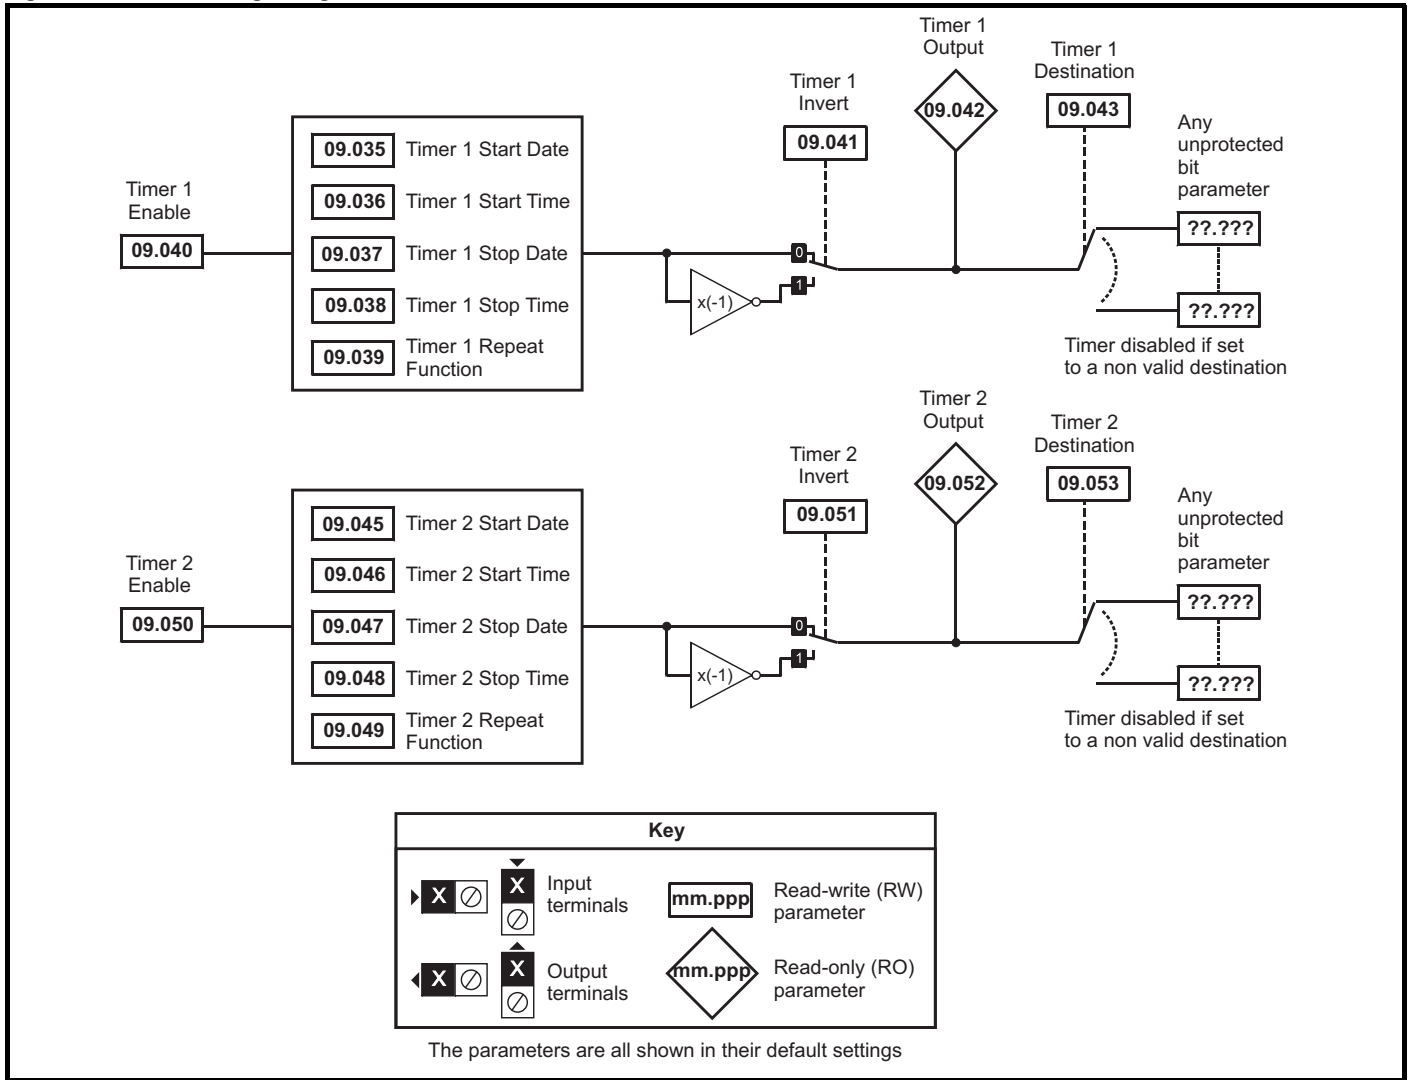 Timer 1
Enable
09.040
09.035 Timer 1 Start Date
09.036 Timer 1 Start Time
09.037 Timer 1 Stop Date
09.038 Timer 1 Stop Time
09.039 Timer 1 Repeat
Function
x(-1)
0
1
Timer 1
Invert
09.041
Timer 1
Output
09.042
Timer 1
Destination
09.043
Any
unprotected
bit
parameter
??.???
??.???
Timer disabled if set
to a non valid destination
Timer 2
Enable
09.050
09.045 Timer 2 Start Date
09.046 Timer 2 Start Time
09.047 Timer 2 Stop Date
09.048 Timer 2 Stop Time
09.049 Timer 2 Repeat
Function
x(-1)
0
1
Timer 2
Invert
09.051
Timer 2
Output
09.052
Timer 2
Destination
09.053
Any
unprotected
bit
parameter
??.???
??.???
Timer disabled if set
to a non valid destination
Key
X X Input
terminals
mm.ppp Read-write (RW)
parameter
X X Output
terminals
mm.ppp Read-only (RO)
parameter
The parameters are all shown in their default settings